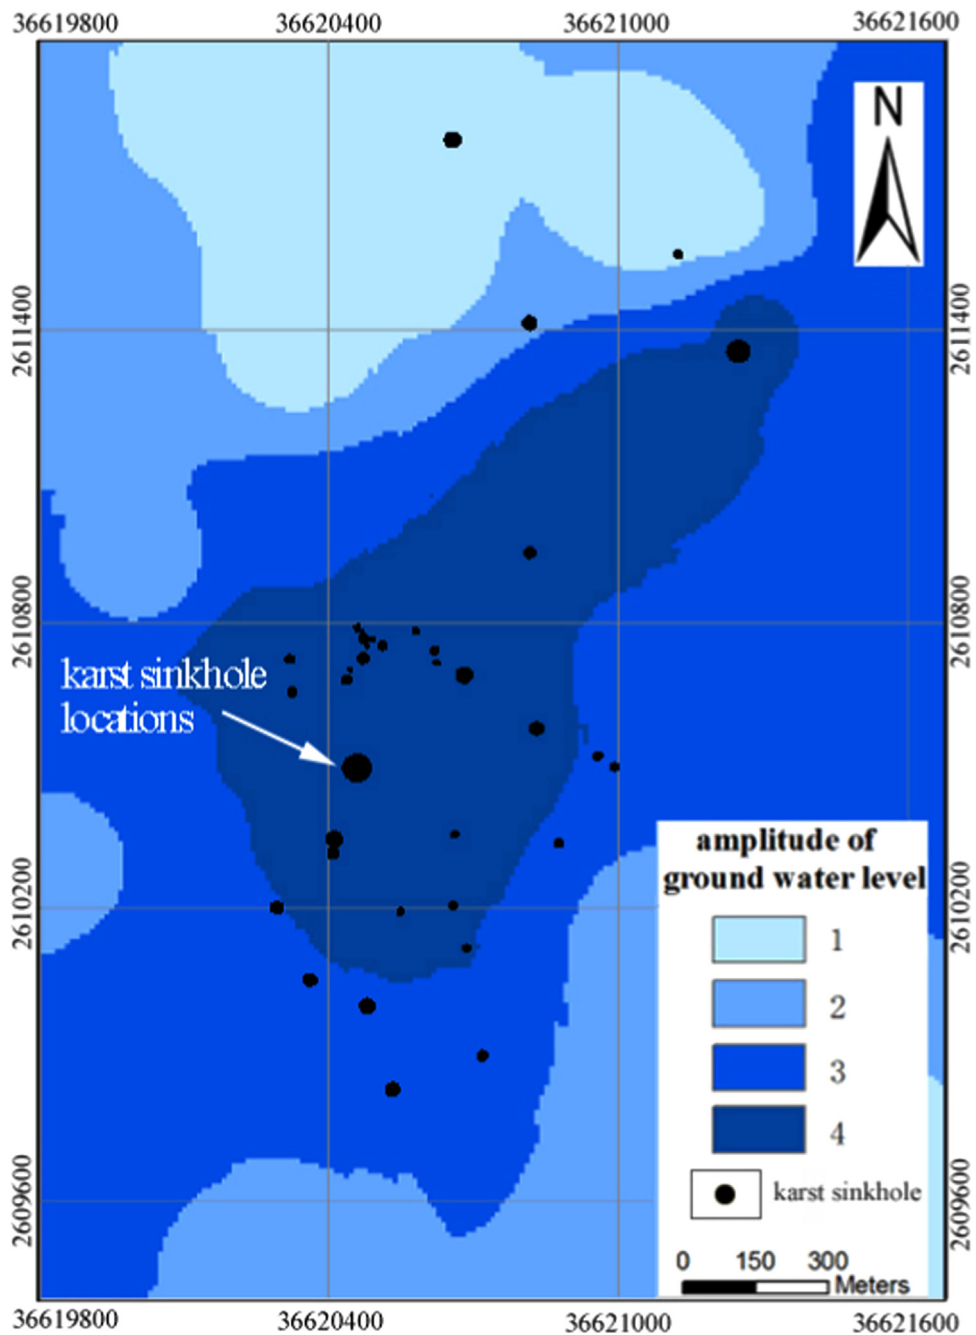 36619800 36620400 36621000 36621600
N
2611400 2611400
2610800 2610800
karst sinkhole
locations
amplitude of
ground water level
2610200 2610200
1
2
3
4
karst sinkhole
2609600 2609600
0 150 300
Meters
36619800 36620400 36621000 36621600